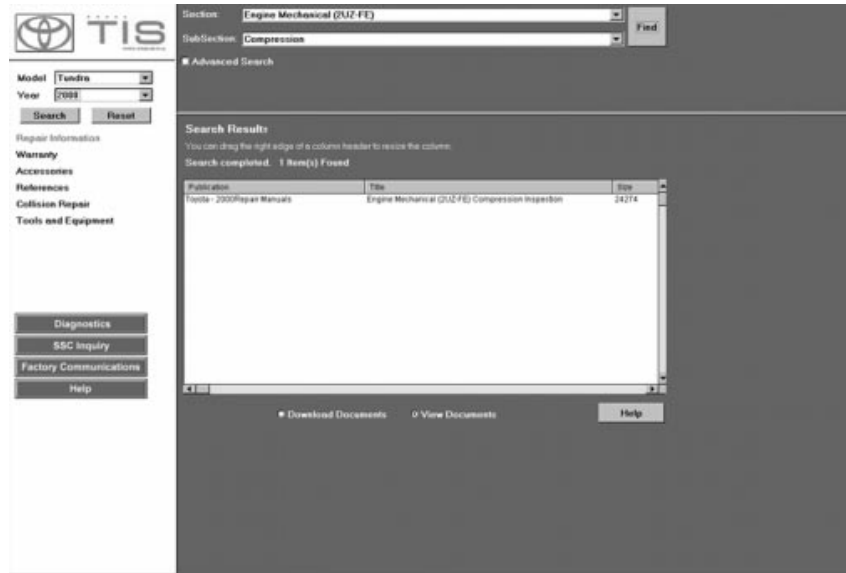 TIS
Model Tundra
Year 2000
Search Reset
Repair Information
Warranty
Accessories
References
Collision Repair
Tools and Equipment
Diagnostics
SSC Inquiry
Factory Communications
Help
Section: Engine Mechanical (2UZ-FE)
SubSection: Compression
Find
Advanced Search
Search Results
You can drag the right edge of a column header to resize the column.
Search completed. 1 Item(s) Found
Publication Title Size
Toyota - 2000Repair Manuals Engine Mechanical (2UZ-FE) Compression Inspection 24274
Download Documents View Documents Help